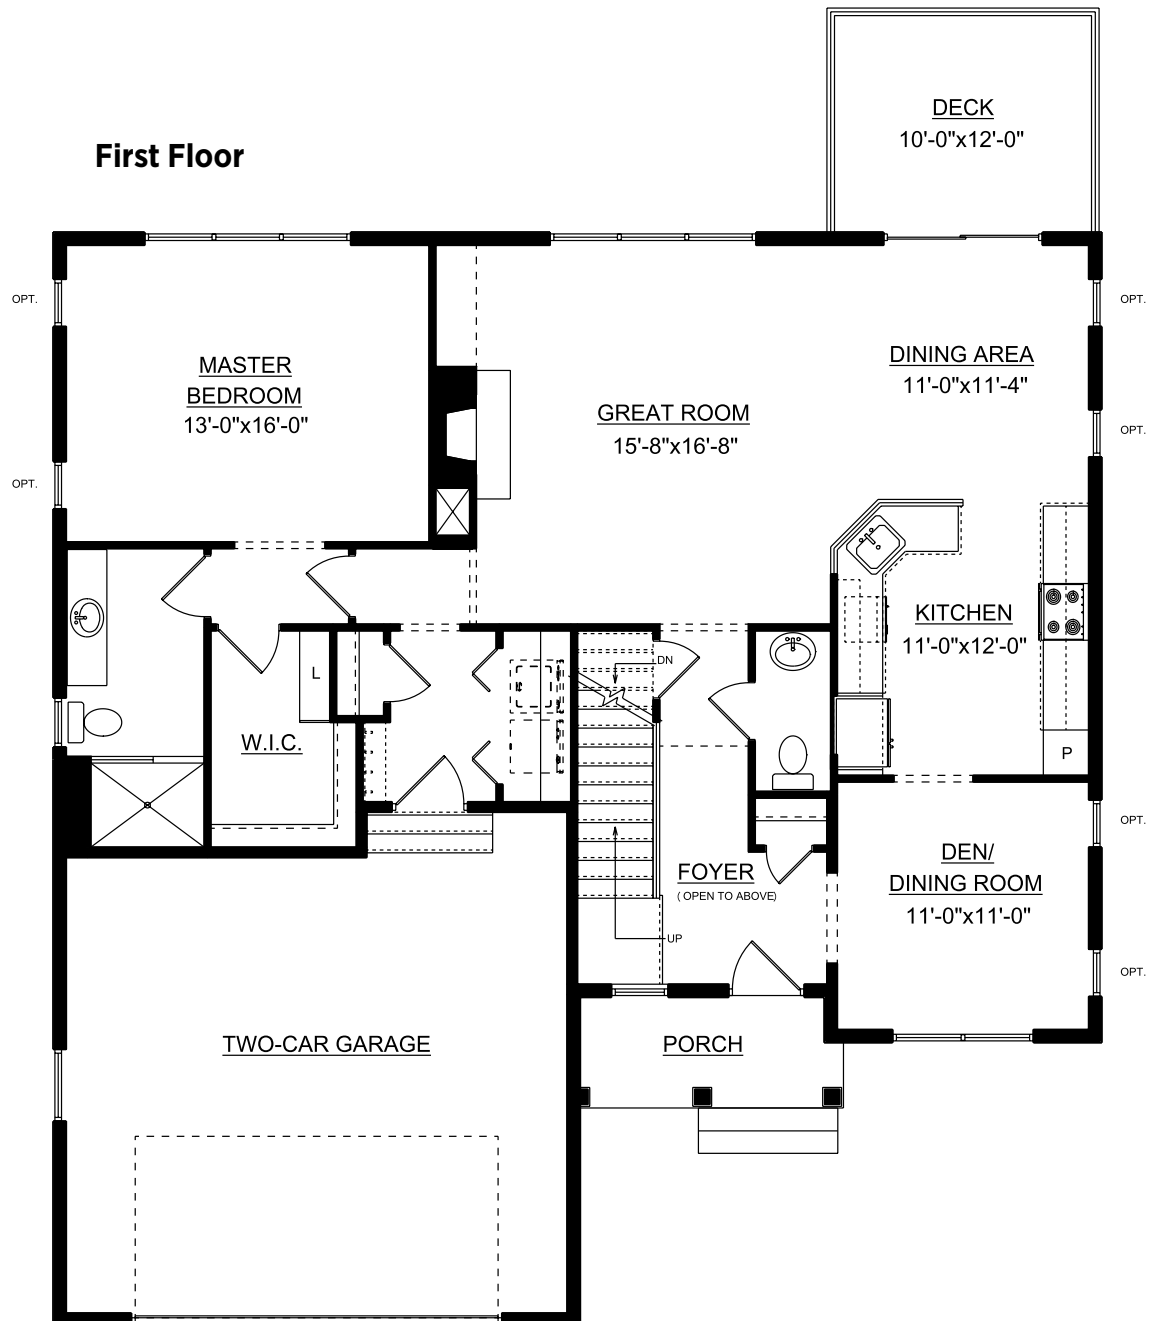 DECK
10'-0"x12'-0"
First Floor
OPT.
OPT.
MASTER
BEDROOM
13'-0"x16'-0"
DINING AREA
11'-0"x11'-4"
GREAT ROOM
15'-8"x16'-8"
OPT.
OPT.
KITCHEN
11'-0"x12'-0"
DN
L
W.I.C.
P
OPT.
FOYER
( OPEN TO ABOVE)
DEN/
DINING ROOM
11'-0"x11'-0"
UP
OPT.
TWO-CAR GARAGE
PORCH